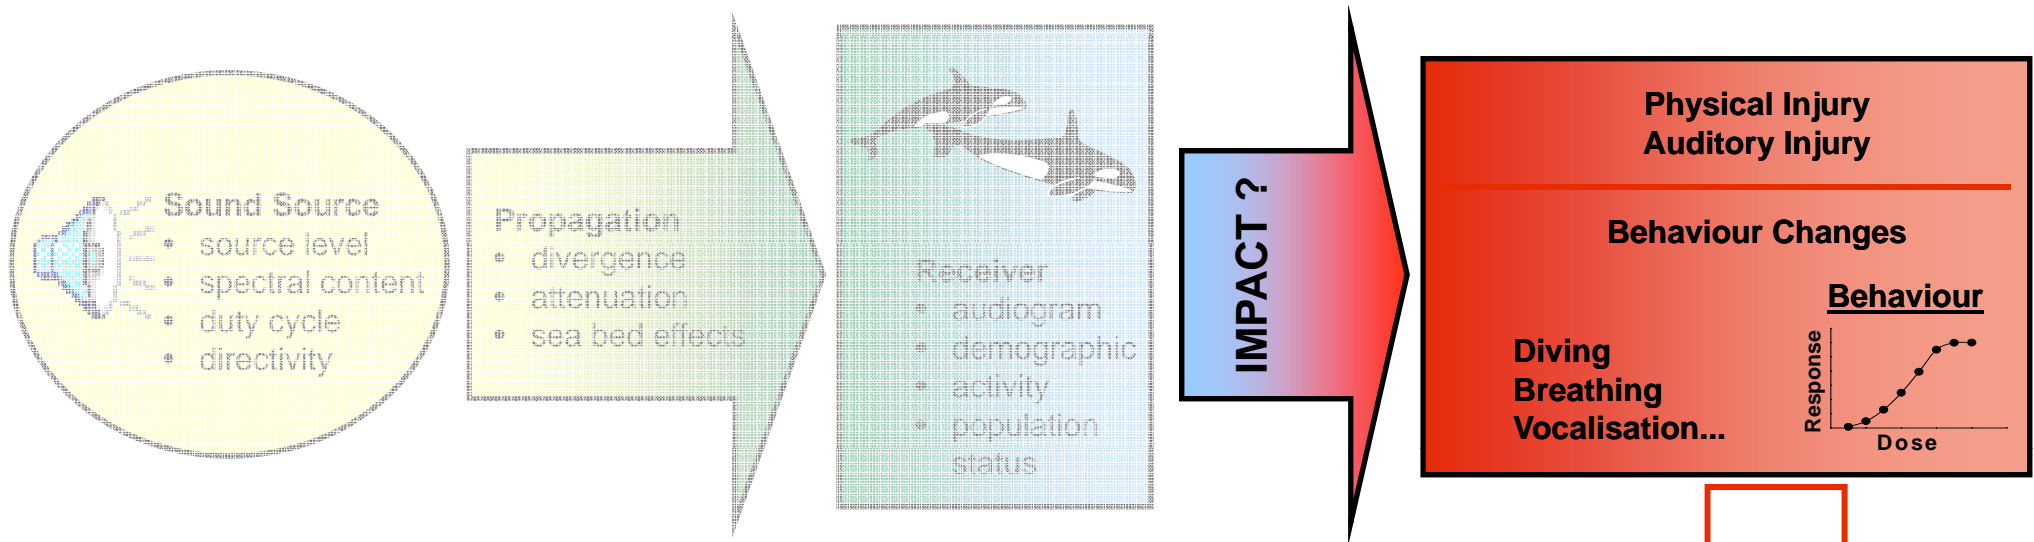 Sound Source
• source level
• spectral content
• duty cycle
• directivity
Propagation
• divergence
• attenuation
• sea bed effects
Receiver
• audiogram
• demographic
• activity
• population
status
IMPACT ?
Physical Injury
Auditory Injury
Behaviour Changes
Diving
Breathing
Vocalisation...
Behaviour
Response
Dose